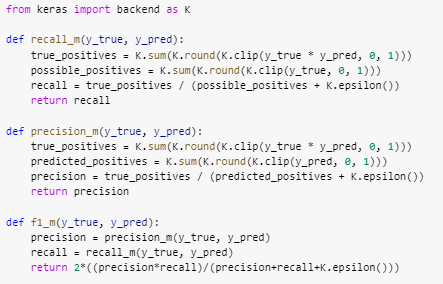 from keras import backend as K
def recall_m(y_true, y_pred):
    true_positives = K.sum(K.round(K.clip(y_true * y_pred, 0, 1)))
    possible_positives = K.sum(K.round(K.clip(y_true, 0, 1)))
    recall = true_positives / (possible_positives + K.epsilon())
    return recall
def precision_m(y_true, y_pred):
    true_positives = K.sum(K.round(K.clip(y_true * y_pred, 0, 1)))
    predicted_positives = K.sum(K.round(K.clip(y_pred, 0, 1)))
    precision = true_positives / (predicted_positives + K.epsilon())
    return precision
def f1_m(y_true, y_pred):
    precision = precision_m(y_true, y_pred)
    recall = recall_m(y_true, y_pred)
    return 2*((precision*recall)/(precision+recall+K.epsilon()))